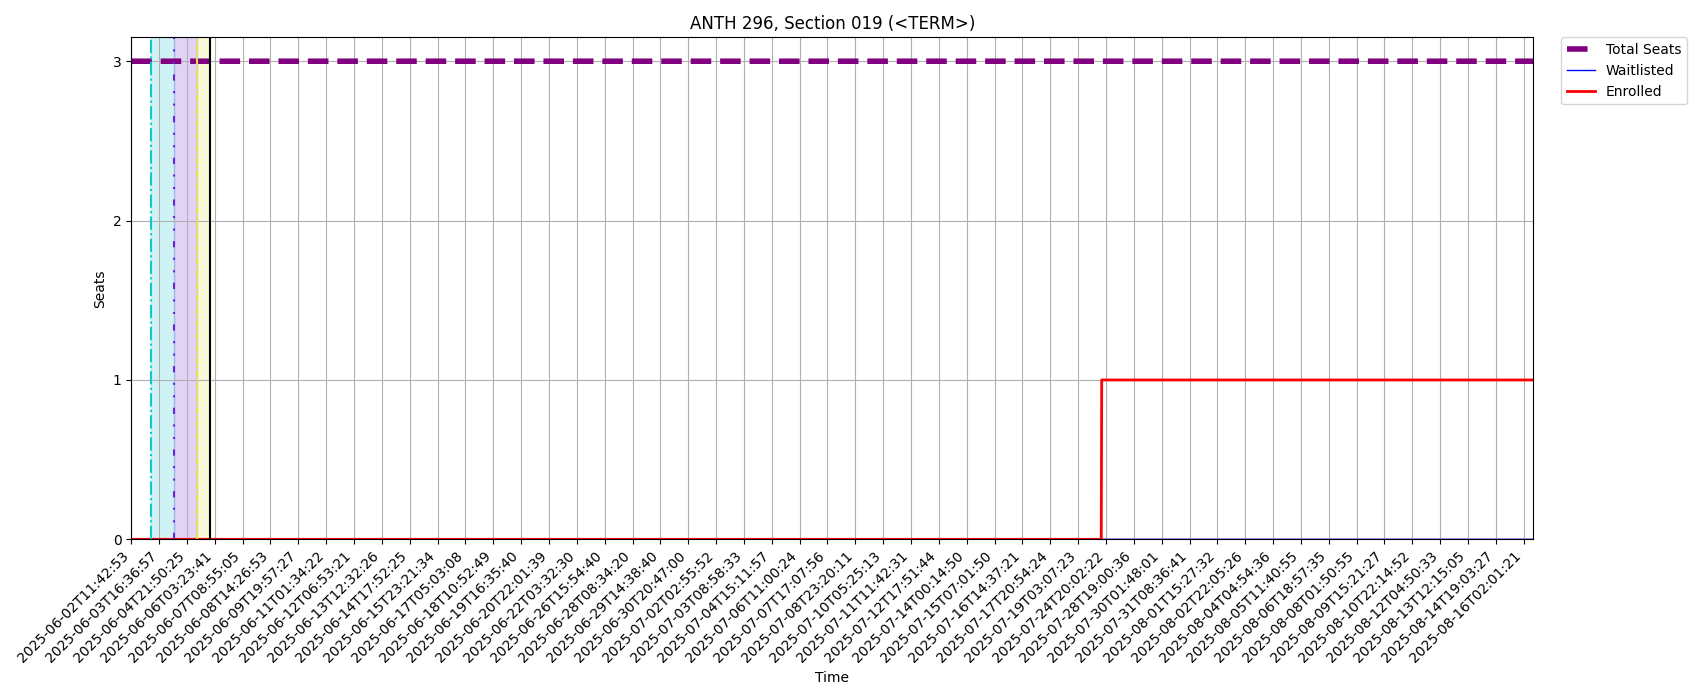 ANTH 296, Section 019 (<TERM>)
Total Seats
Waitlisted
Enrolled
Seats
3
2
1
0
2025-06-02T11:42:53
2025-06-03T16:36:57
2025-06-04T21:50:25
2025-06-06T03:23:41
2025-06-07T08:55:05
2025-06-08T14:26:53
2025-06-09T19:57:27
2025-06-11T01:34:22
2025-06-12T06:53:21
2025-06-13T12:32:26
2025-06-14T17:52:25
2025-06-15T23:21:34
2025-06-17T05:03:08
2025-06-18T10:52:49
2025-06-19T16:35:40
2025-06-20T22:01:39
2025-06-22T03:32:30
2025-06-26T15:54:40
2025-06-28T08:34:20
2025-06-29T14:38:40
2025-06-30T20:47:00
2025-07-02T02:55:52
2025-07-03T08:58:33
2025-07-04T15:11:57
2025-07-06T11:00:24
2025-07-07T17:07:56
2025-07-08T23:20:11
2025-07-10T05:25:13
2025-07-11T11:42:31
2025-07-12T17:51:44
2025-07-14T00:14:50
2025-07-15T07:01:50
2025-07-16T14:37:21
2025-07-17T20:54:24
2025-07-19T03:07:23
2025-07-24T20:02:22
2025-07-28T19:00:36
2025-07-30T01:48:01
2025-07-31T08:36:41
2025-08-01T15:27:32
2025-08-02T22:05:26
2025-08-04T04:54:36
2025-08-05T11:40:55
2025-08-06T18:57:35
2025-08-08T01:50:55
2025-08-09T15:21:27
2025-08-10T22:14:52
2025-08-12T04:50:33
2025-08-13T12:15:05
2025-08-14T19:03:27
2025-08-16T02:01:21
Time